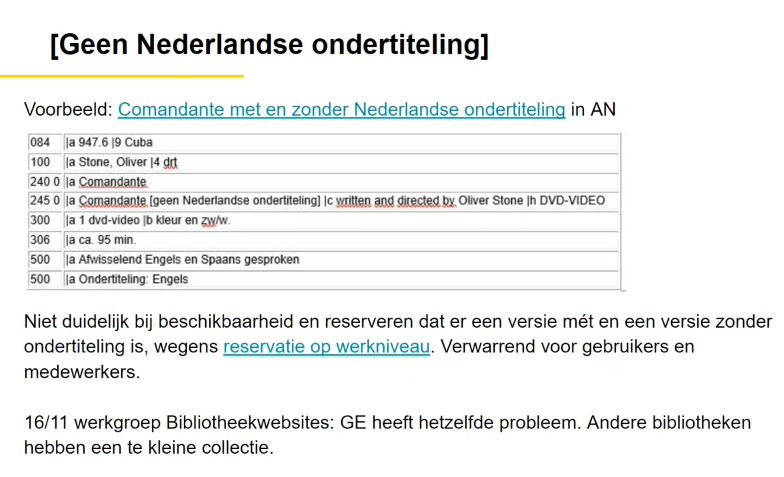 [Geen Nederlandse ondertiteling]
Voorbeeld: Comandante met en zonder Nederlandse ondertiteling in AN
084 |a 947.6 |9 Cuba
100 |a Stone, Oliver |4 drt
240 0 |a Comandante
245 0 |a Comandante [geen Nederlandse ondertiteling] |c written and directed by Oliver Stone |h DVD-VIDEO
300 |a 1 dvd-video |b kleur en zw/w.
306 |a ca. 95 min.
500 |a Afwisselend Engels en Spaans gesproken
500 |a Ondertiteling: Engels
Niet duidelijk bij beschikbaarheid en reserveren dat er een versie mét en een versie zonder
ondertiteling is, wegens reservatie op werkniveau. Verwarrend voor gebruikers en
medewerkers.
16/11 werkgroep Bibliotheekwebsites: GE heeft hetzelfde probleem. Andere bibliotheken
hebben een te kleine collectie.